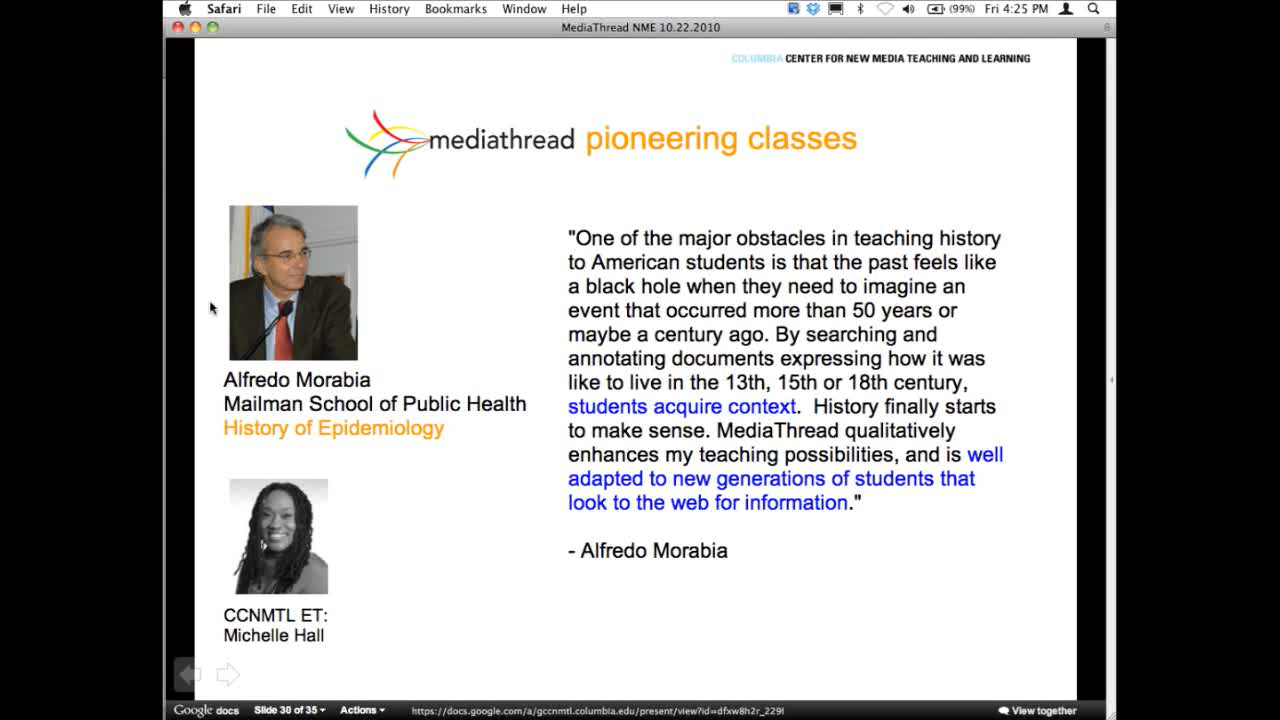 Safari File Edit View History Bookmarks Window Help (99%) Fri 4:25 PM
MediaThread NME 10.22.2010
COLUMBIA CENTER FOR NEW MEDIA TEACHING AND LEARNING
mediathread pioneering classes
"One of the major obstacles in teaching history
to American students is that the past feels like
a black hole when they need to imagine an
event that occurred more than 50 years or
maybe a century ago. By searching and
annotating documents expressing how it was
like to live in the 13th, 15th or 18th century,
students acquire context. History finally starts
to make sense. MediaThread qualitatively
enhances my teaching possibilities, and is well
adapted to new generations of students that
look to the web for information."
- Alfredo Morabia
Alfredo Morabia
Mailman School of Public Health
History of Epidemiology
CCNMTL ET:
Michelle Hall
Google docs Slide 30 of 35 Actions https://docs.google.com/a/gccnmtl.columbia.edu/present/view?id=dfxw8h2r_229f View together